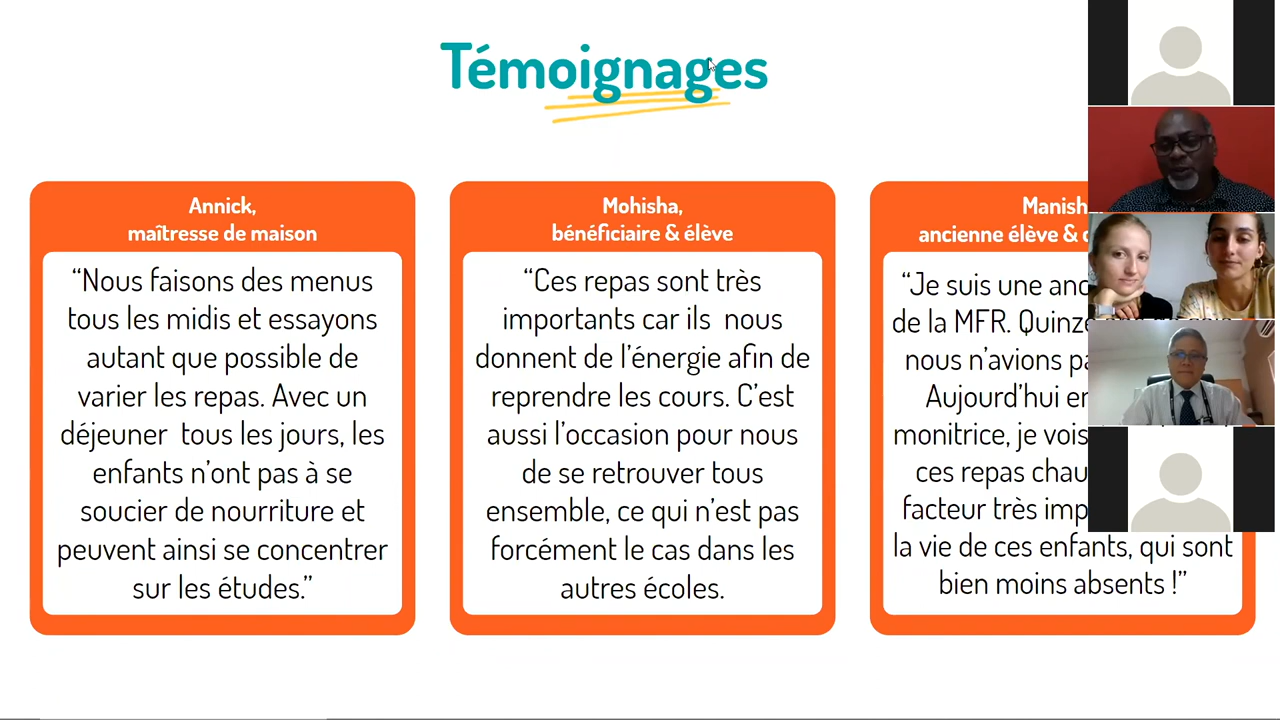 Témoignages
Annick,
maîtresse de maison
“Nous faisons des menus
tous les midis et essayons
autant que possible de
varier les repas. Avec un
déjeuner tous les jours, les
enfants n’ont pas à se
soucier de nourriture et
peuvent ainsi se concentrer
sur les études.”
Mohisha,
bénéficiaire & élève
“Ces repas sont très
importants car ils nous
donnent de l’énergie afin de
reprendre les cours. C’est
aussi l’occasion pour nous
de se retrouver tous
ensemble, ce qui n’est pas
forcément le cas dans les
autres écoles.
Manish
ancienne élève &
“Je suis une anc
de la MFR. Quinze
nous n’avions pa
Aujourd’hui en
monitrice, je vois
ces repas chau
facteur très imp
la vie de ces enfants, qui sont
bien moins absents !”